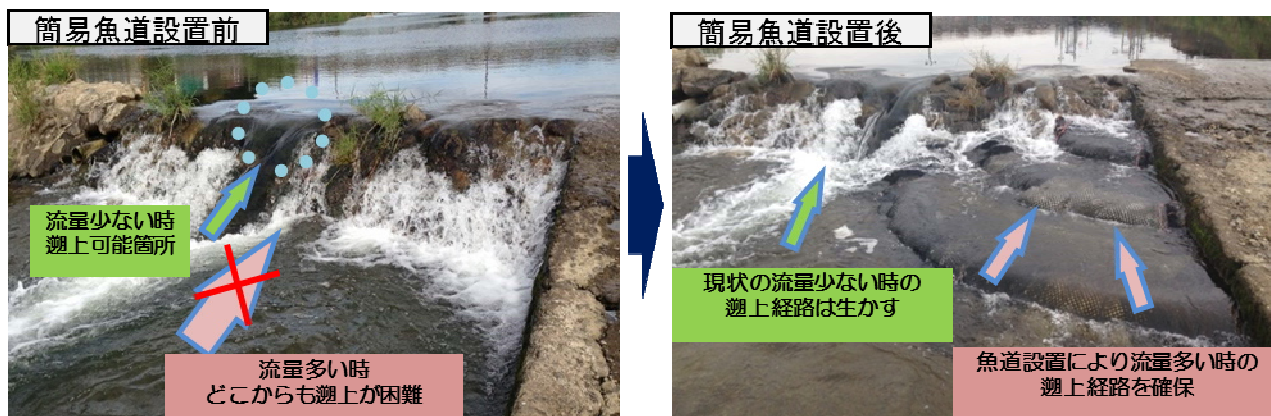 簡易魚道設置前
流量少ない時
遡上可能箇所
流量多い時
どこからも遡上が困難
簡易魚道設置後
現状の流量少ない時の
遡上経路は生かす
魚道設置により流量多い時の
遡上経路を確保